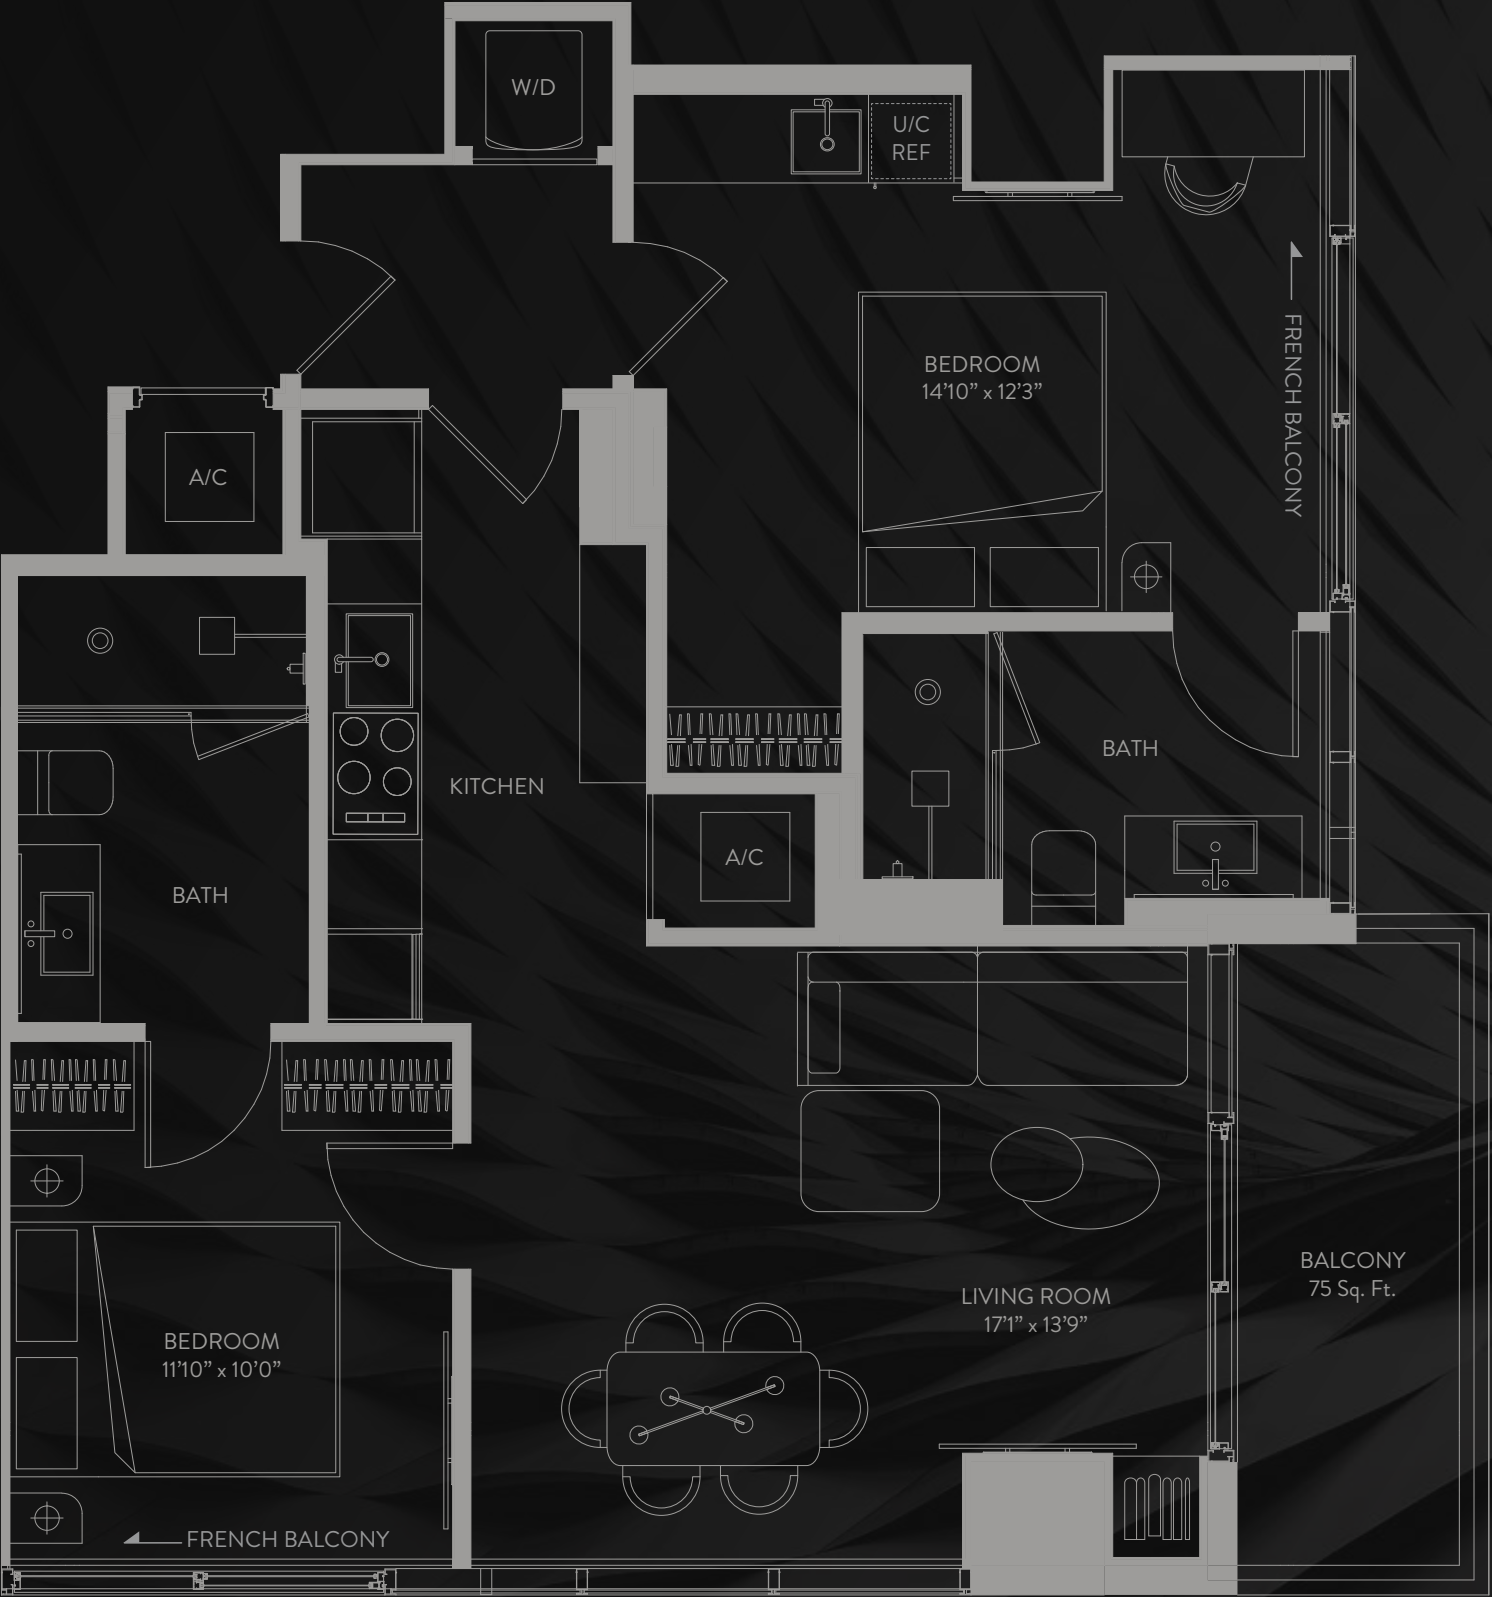 W/D
U/C
REF
BEDROOM
14'10” x 12'3”
FRENCH BALCONY
A/C
BATH
KITCHEN
A/C
BATH
BALCONY
75 Sq. Ft.
LIVING ROOM
17'1” x 13'9”
BEDROOM
11'10” x 10'0”
FRENCH BALCONY